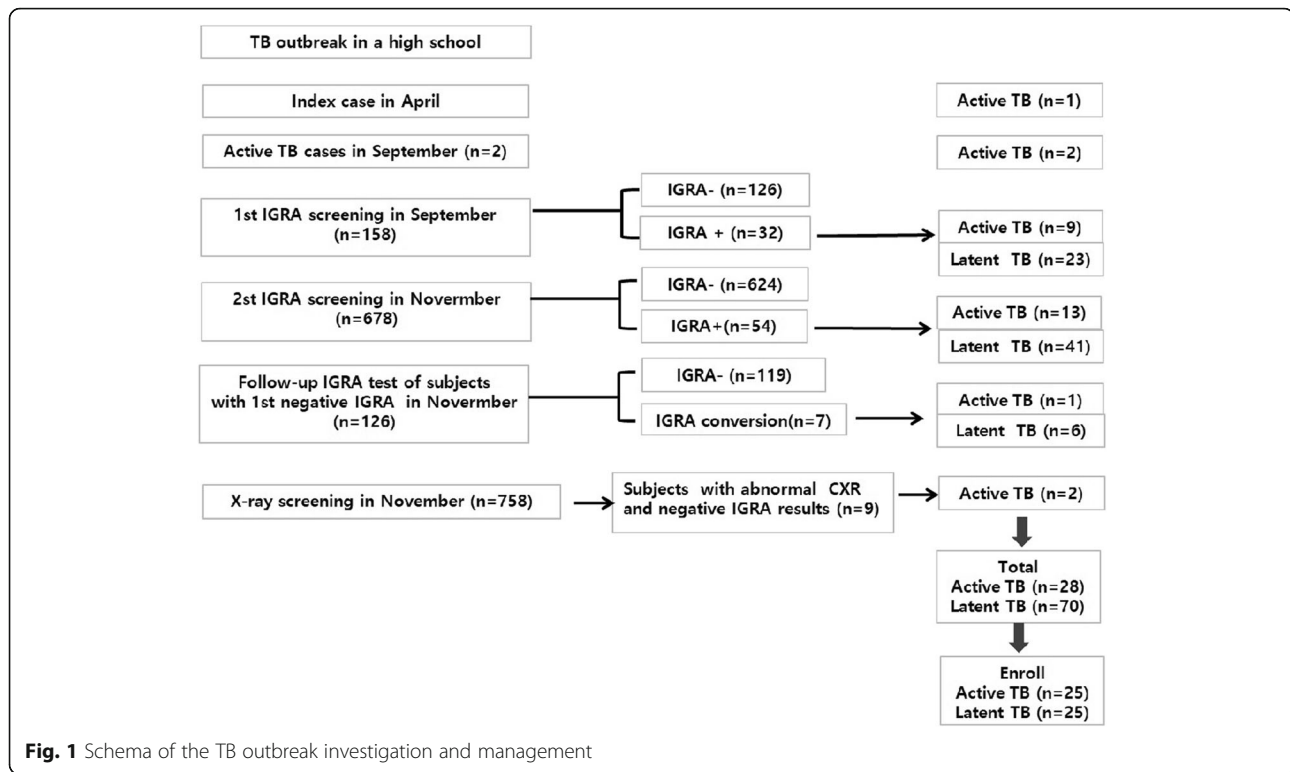 TB outbreak in a high school
Index case in April
Active TB (n=1)
Active TB cases in September (n=2)
Active TB (n=2)
1st IGRA screening in September
(n=158)
IGRA- (n=126)
IGRA + (n=32)
Active TB (n=9)
Latent TB (n=23)
2st IGRA screening in Novermber
(n=678)
IGRA- (n=624)
IGRA+(n=54)
Active TB (n=13)
Latent TB (n=41)
Follow-up IGRA test of subjects
with 1st negative IGRA in Novermber
(n=126)
IGRA- (n=119)
IGRA conversion(n=7)
Active TB (n=1)
Latent TB (n=6)
X-ray screening in November (n=758)
Subjects with abnormal CXR
and negative IGRA results (n=9)
Active TB (n=2)
Total
Active TB (n=28)
Latent TB (n=70)
Enroll
Active TB (n=25)
Latent TB (n=25)
Fig. 1 Schema of the TB outbreak investigation and management